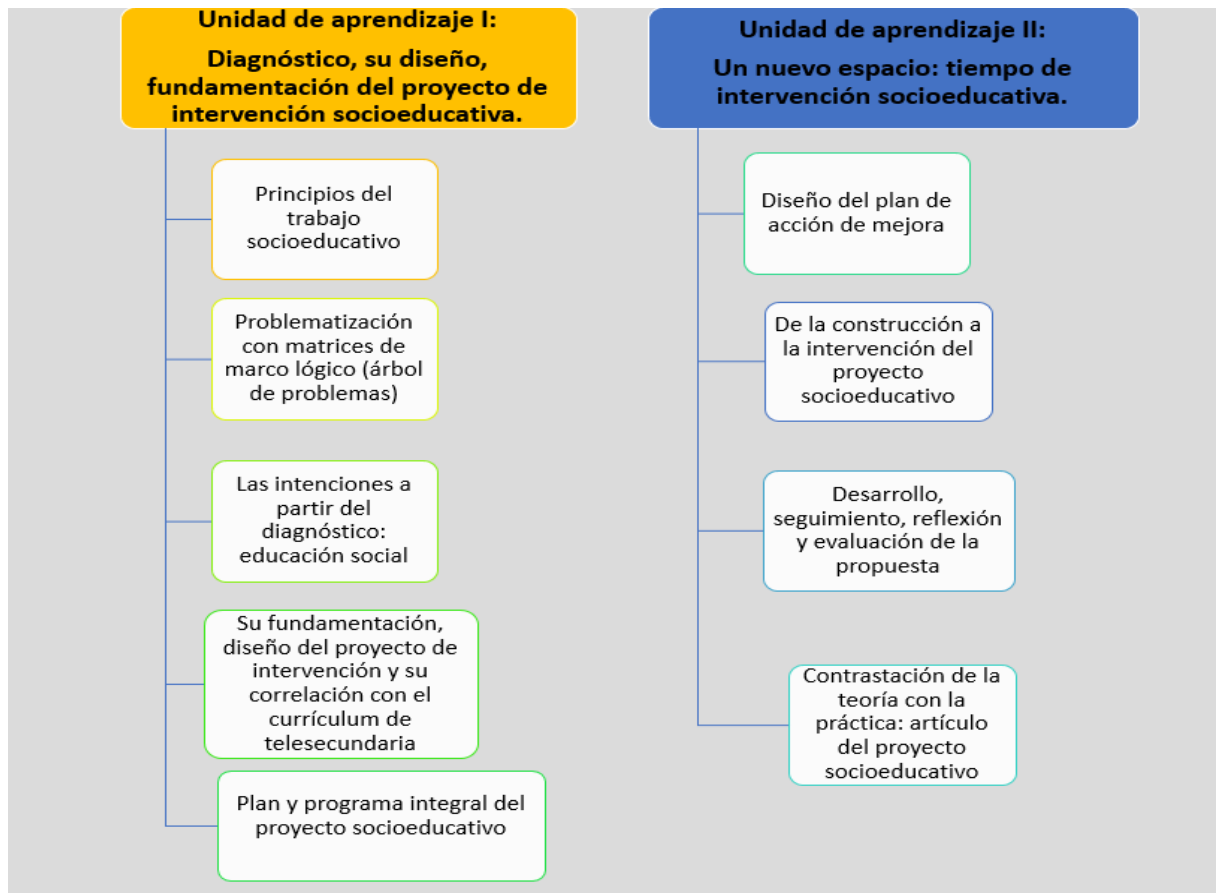 Unidad de aprendizaje I:
Diagnóstico, su diseño,
fundamentación del proyecto de
intervención socioeducativa.
Principios del
trabajo
socioeducativo
Problematización
con matrices de
marco lógico (árbol
de problemas)
Las intenciones a
partir del
diagnóstico:
educación social
Su fundamentación,
diseño del proyecto de
intervención y su
correlación con el
currículum de
telesecundaria
Plan y programa integral del
proyecto socioeducativo
Unidad de aprendizaje II:
Un nuevo espacio: tiempo de
intervención socioeducativa.
Diseño del plan de
acción de mejora
De la construcción a
la intervención del
proyecto
socioeducativo
Desarrollo,
seguimiento, reflexión
y evaluación de la
propuesta
Contrastación de la
teoría con la
práctica: artículo
del proyecto
socioeducativo